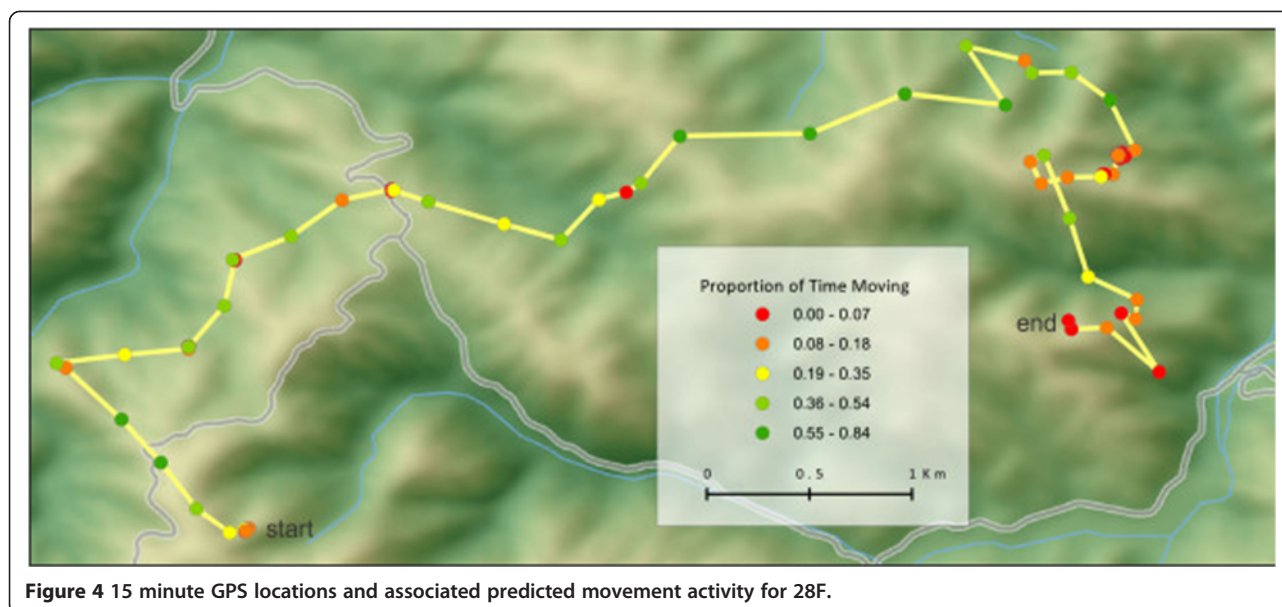 start
end
Proportion of Time Moving
0.00 - 0.07
0.08 - 0.18
0.19 - 0.35
0.36 - 0.54
0.55 - 0.84
0 0.5 1 Km
Figure 4 15 minute GPS locations and associated predicted movement activity for 28F.